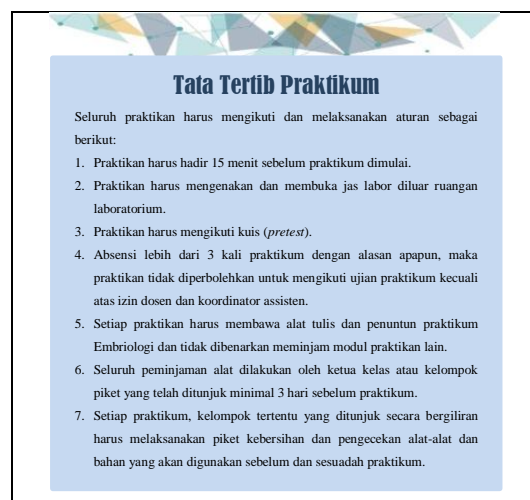 Tata Tertib Praktikum
Seluruh praktikan harus mengikuti dan melaksanakan aturan sebagai
berikut:
1. Praktikan harus hadir 15 menit sebelum praktikum dimulai.
2. Praktikan harus mengenakan dan membuka jas labor diluar ruangan
laboratorium.
3. Praktikan harus mengikuti kuis (pretest).
4. Absensi lebih dari 3 kali praktikum dengan alasan apapun, maka
praktikan tidak diperbolehkan untuk mengikuti ujian praktikum kecuali
atas izin dosen dan koordinator assisten.
5. Setiap praktikan harus membawa alat tulis dan penuntun praktikum
Embriologi dan tidak dibenarkan meminjam modul praktikan lain.
6. Seluruh peminjaman alat dilakukan oleh ketua kelas atau kelompok
piket yang telah ditunjuk minimal 3 hari sebelum praktikum.
7. Setiap praktikum, kelompok tertentu yang ditunjuk secara bergiliran
harus melaksanakan piket kebersihan dan pengecekan alat-alat dan
bahan yang akan digunakan sebelum dan sesuadah praktikum.